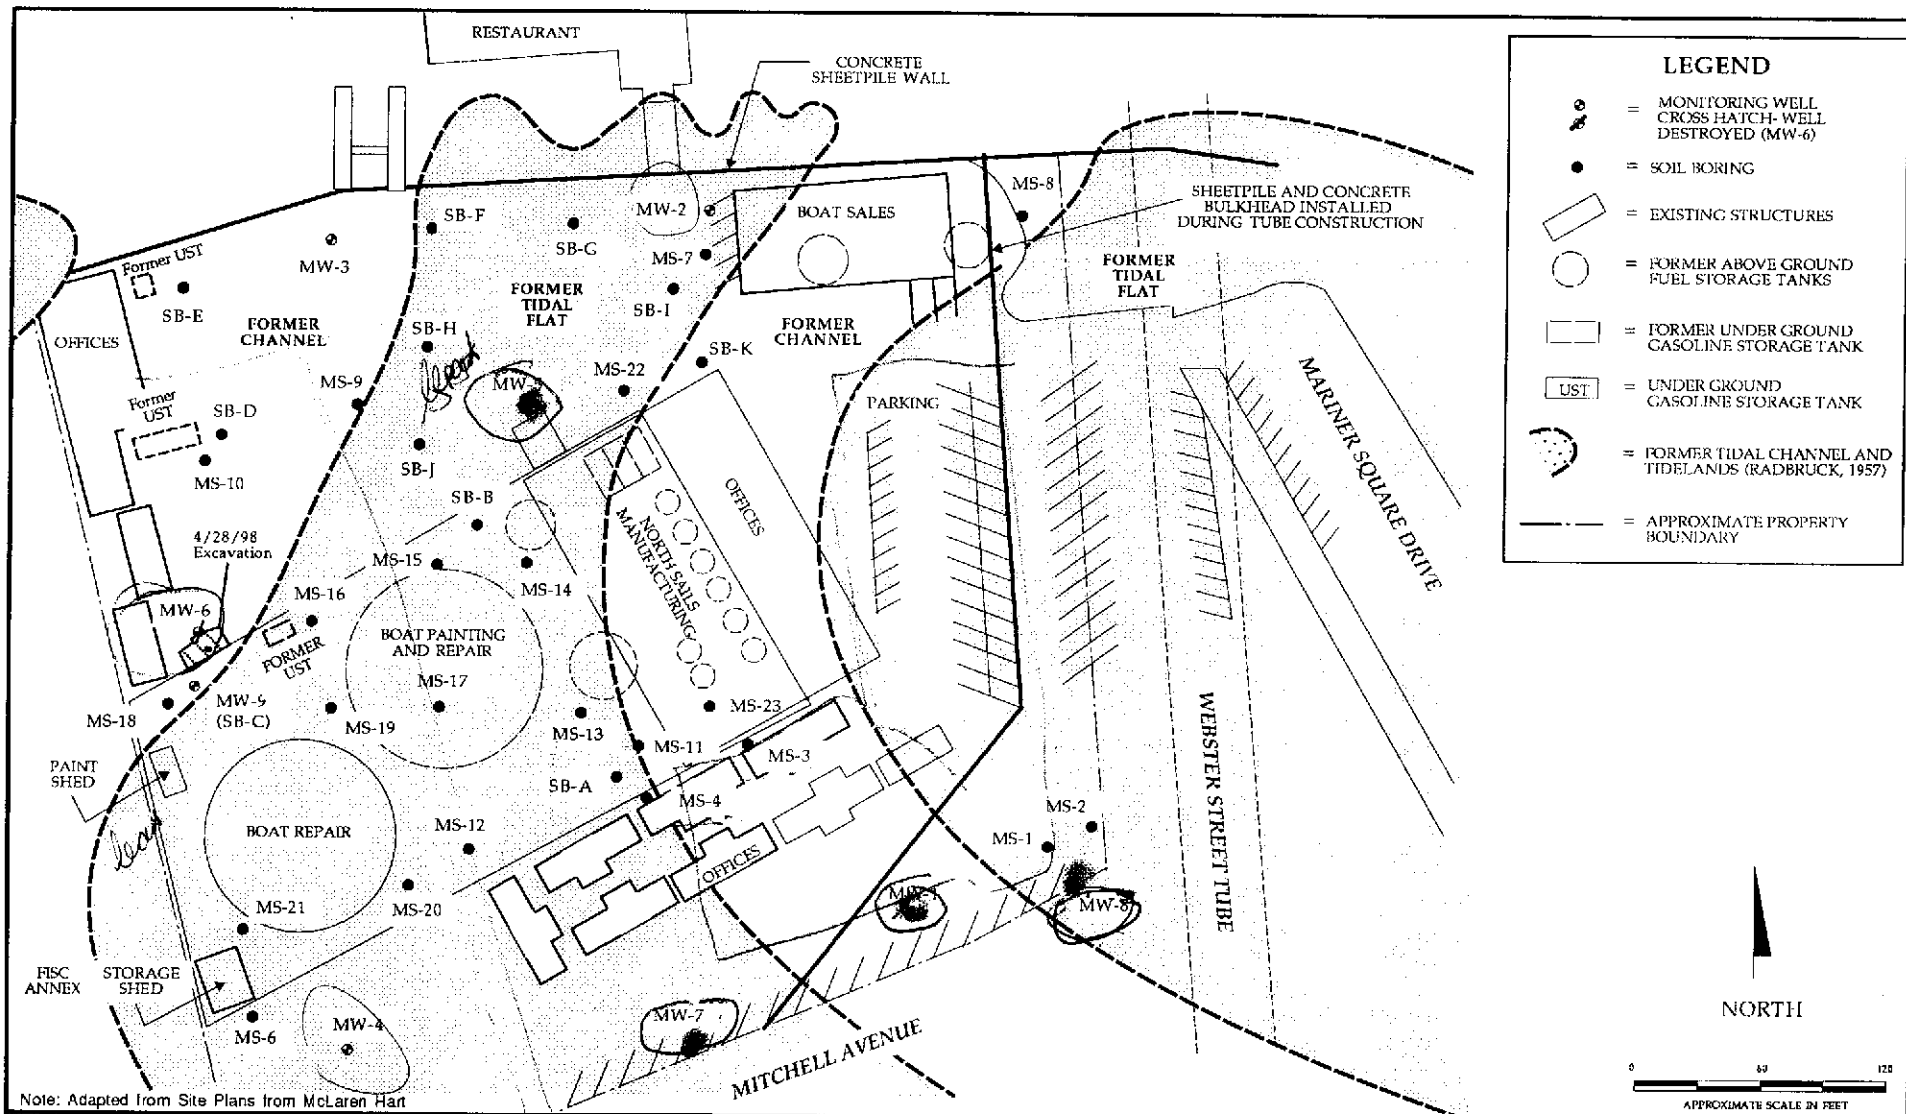 RESTAURANT
CONCRETE
SHEETPILE WALL
MW-2
BOAT SALES
MS-8
SHEETPILE AND CONCRETE
BULKHEAD INSTALLED
DURING TUBE CONSTRUCTION
SB-F
SB-G
MS-7
MW-3
Former UST
SB-E
FORMER
CHANNEL
FORMER
TIDAL
FLAT
SB-I
FORMER
CHANNEL
FORMER
TIDAL
FLAT
OFFICES
SB-H
SB-K
MS-9
MS-22
PARKING
MARINER SQUARE DRIVE
Former
UST
SB-D
MS-10
SB-J
SB-B
OFFICES
NORTH SAILS
MANUFACTURING
4/28/98
Excavation
MS-15
MS-14
MW-6
MS-16
FORMER
UST
BOAT PAINTING
AND REPAIR
MS-17
MS-18
MW-9
(SB-C)
MS-19
MS-13
MS-23
MS-11
MS-3
WEBSTER STREET TUBE
PAINT
SHED
SB-A
MS-4
BOAT REPAIR
MS-12
OFFICES
MS-2
MS-1
MS-21
MS-20
MW-8
FISC
ANNEX
STORAGE
SHED
MS-6
MW-4
MW-7
MITCHELL AVENUE
Note: Adapted from Site Plans from McLaren Hart
LEGEND
= MONITORING WELL
CROSS HATCH- WELL
DESTROYED (MW-6)
= SOIL BORING
= EXISTING STRUCTURES
= FORMER ABOVE GROUND
FUEL STORAGE TANKS
= FORMER UNDER GROUND
GASOLINE STORAGE TANK
UST = UNDER GROUND
GASOLINE STORAGE TANK
= FORMER TIDAL CHANNEL AND
TIDELANDS (RADBRUCK, 1957)
= APPROXIMATE PROPERTY
BOUNDARY
NORTH
0 60 120
APPROXIMATE SCALE IN FEET